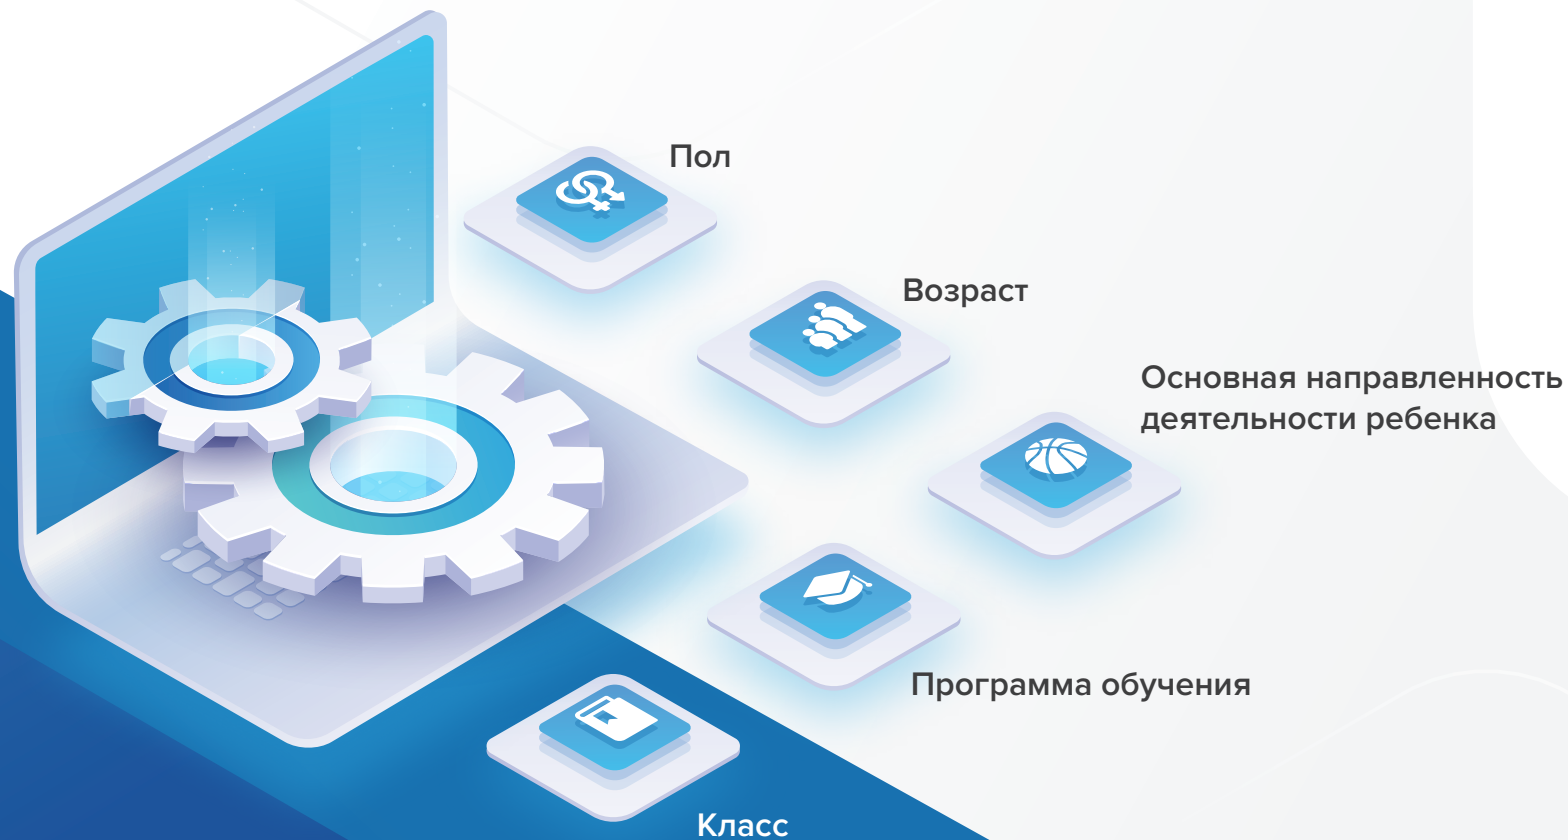 Пол
Возраст
Основная направленность
деятельности ребенка
Программа обучения
Класс